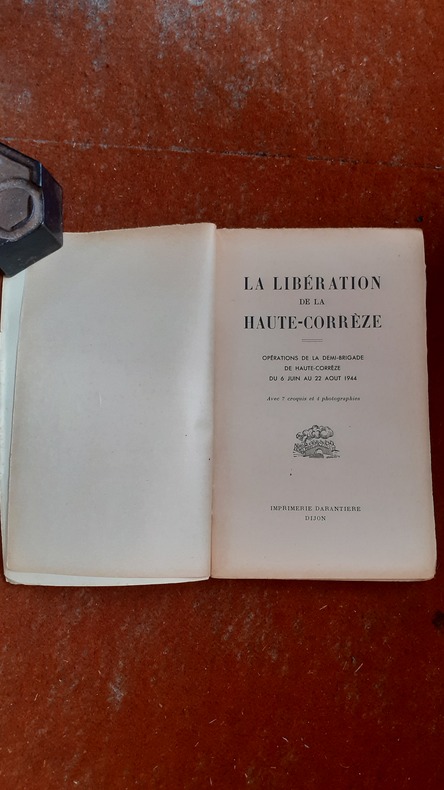 LA LIBÉRATION
DE LA
HAUTE-CORRÈZE
OPÉRATIONS DE LA DEMI-BRIGADE
DE HAUTE-CORRÈZE
DU 6 JUIN AU 22 AOUT 1944
Avec 7 croquis et 4 photographies
IMPRIMERIE DARANTIERE
DIJON